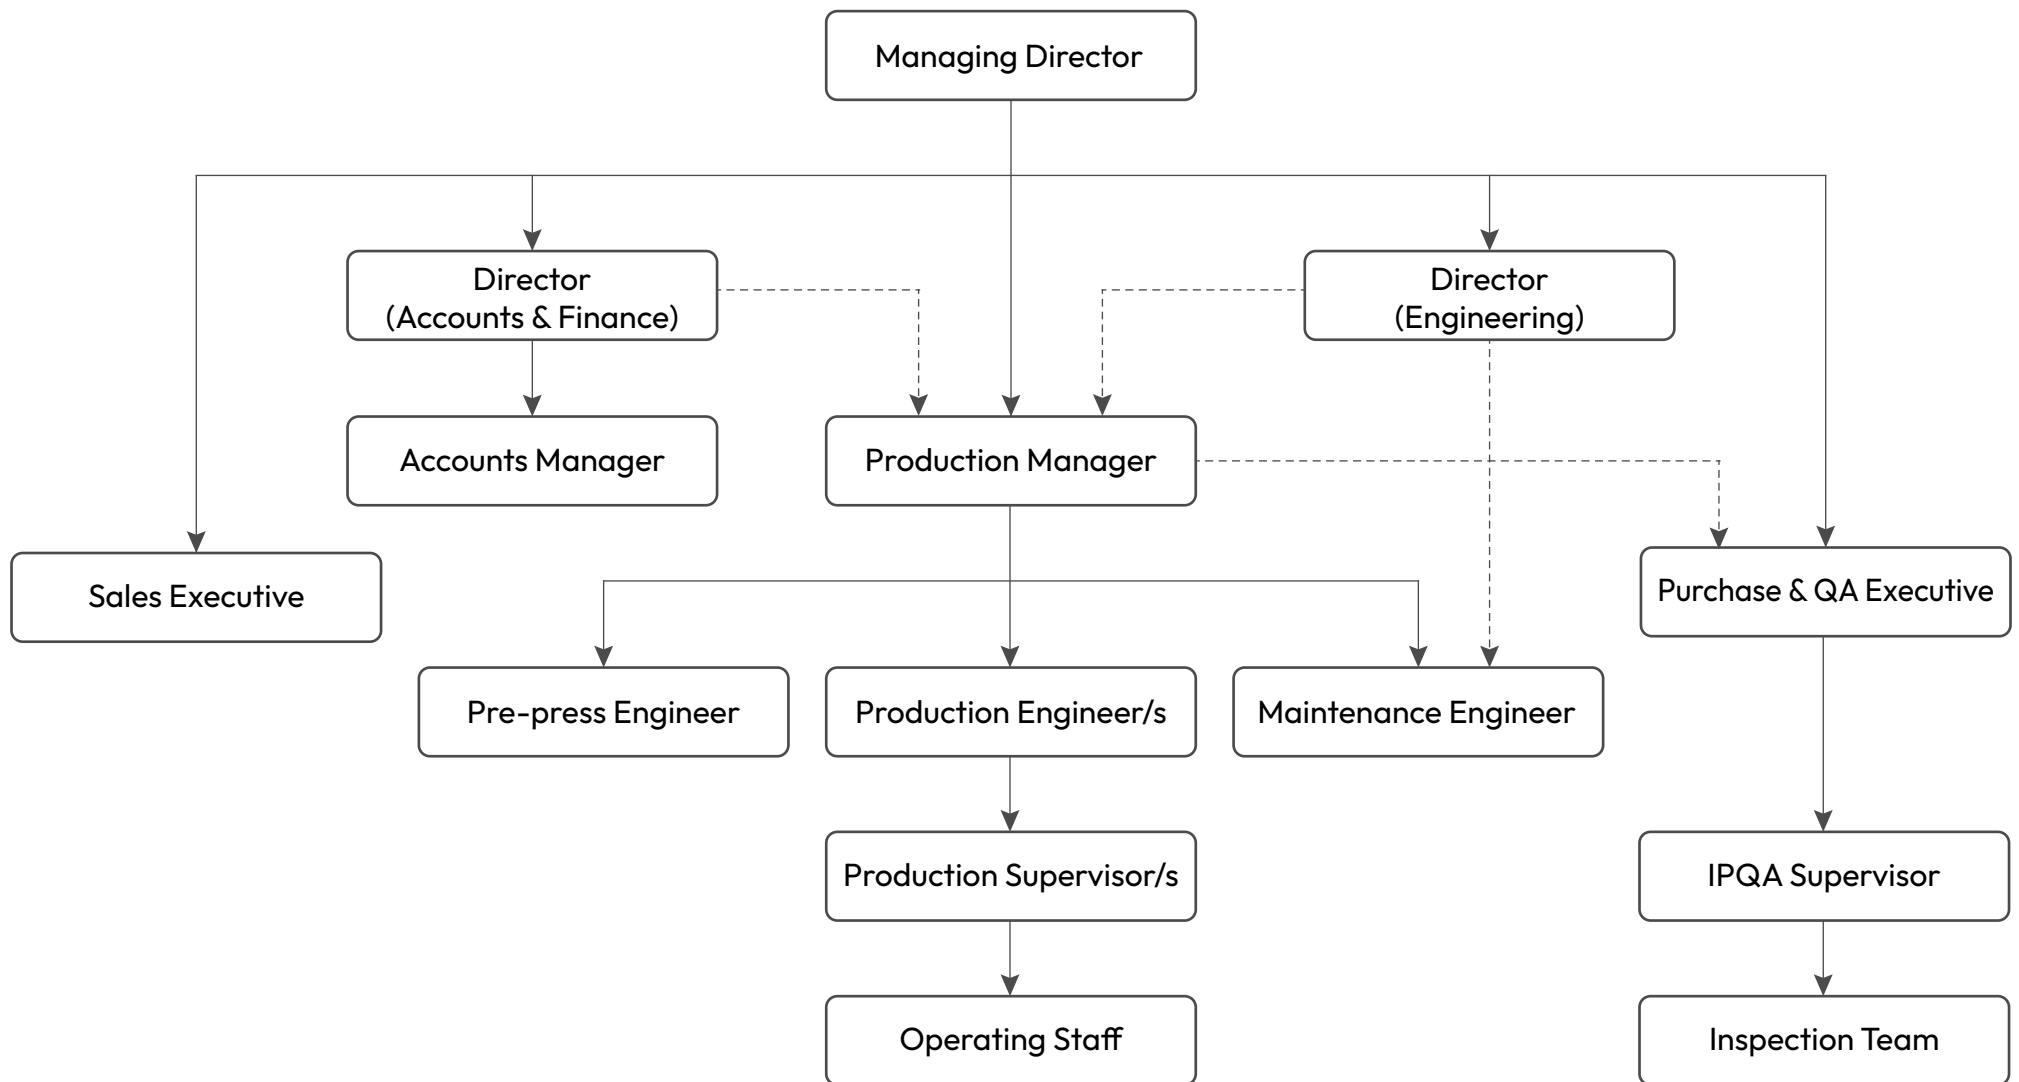 Managing Director
Director
(Accounts & Finance)
Director
(Engineering)
Accounts Manager
Production Manager
Sales Executive
Purchase & QA Executive
Pre-press Engineer
Production Engineer/s
Maintenance Engineer
Production Supervisor/s
IPQA Supervisor
Operating Staff
Inspection Team